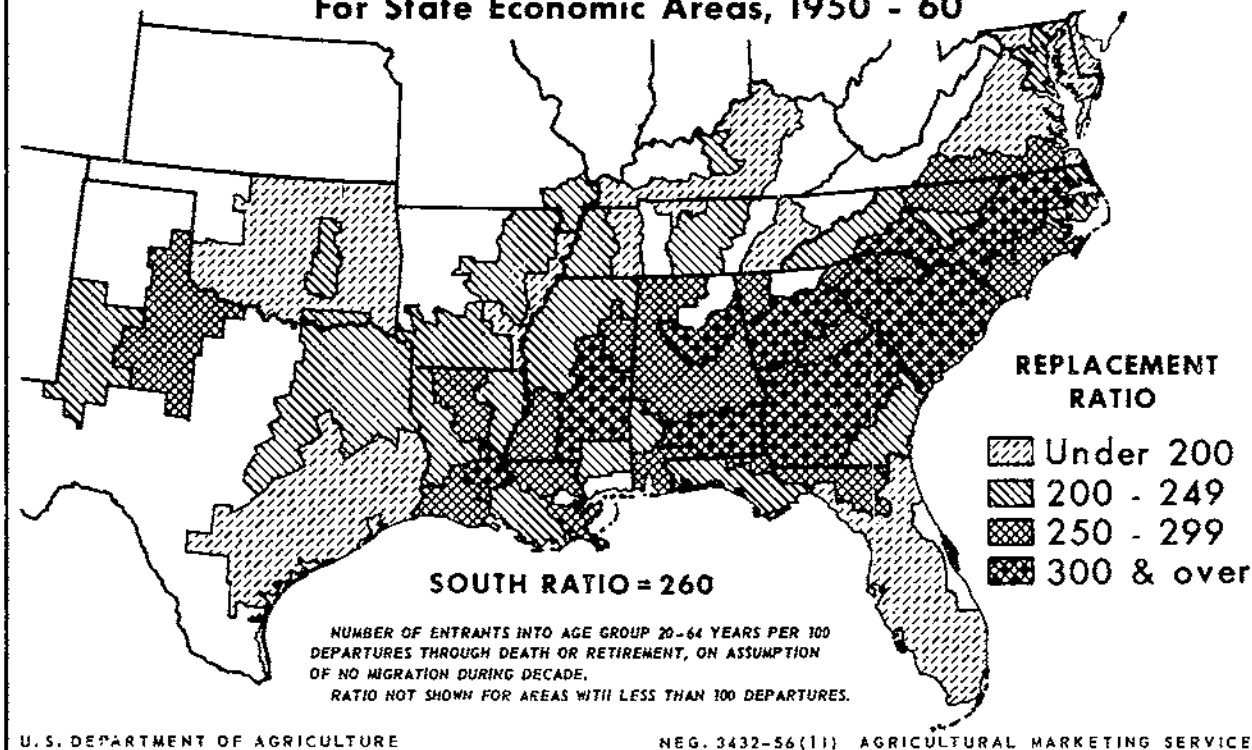 For State Economic Areas, 1950 - 60
REPLACEMENT
RATIO
Under 200
200 - 249
250 - 299
300 & over
SOUTH RATIO = 260
NUMBER OF ENTRANTS INTO AGE GROUP 20-64 YEARS PER 100
DEPARTURES THROUGH DEATH OR RETIREMENT, ON ASSUMPTION
OF NO MIGRATION DURING DECADE.
RATIO NOT SHOWN FOR AREAS WITH LESS THAN 100 DEPARTURES.
U.S. DEPARTMENT OF AGRICULTURE
NEG. 3432-56(11) AGRICULTURAL MARKETING SERVICE